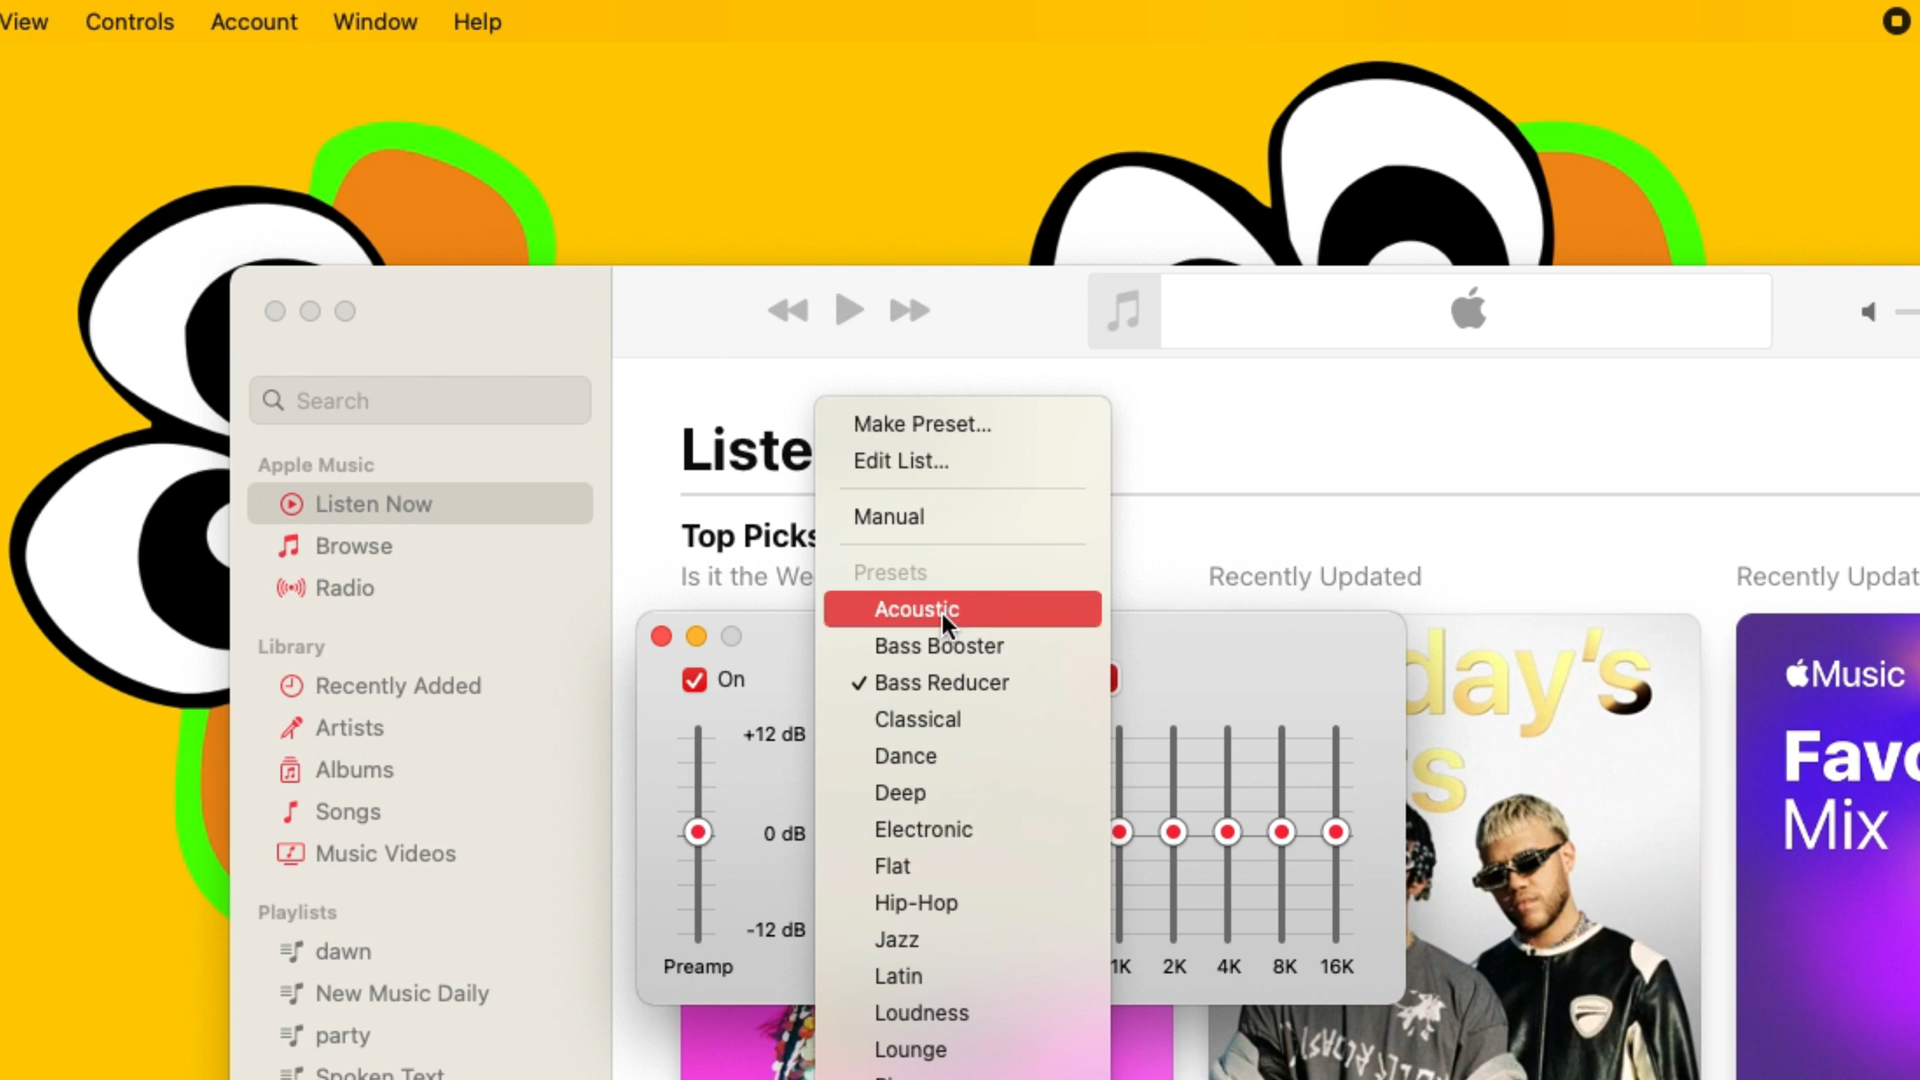 View Controls Account Window Help
Search
Apple Music
Listen Now
Browse
Radio
Library
Recently Added
Artists
Albums
Songs
Music Videos
Playlists
dawn
New Music Daily
party
Spoken Text
Liste
Top Picks
Is it the We
Recently Updated
Recently Updat
Make Preset...
Edit List...
Manual
Presets
Acoustic
Bass Booster
Bass Reducer
Classical
Dance
Deep
Electronic
Flat
Hip-Hop
Jazz
Latin
Loudness
Lounge
On
+12 dB
0 dB
-12 dB
Preamp
1K 2K 4K 8K 16K
day's
s
Music
Favo
Mix